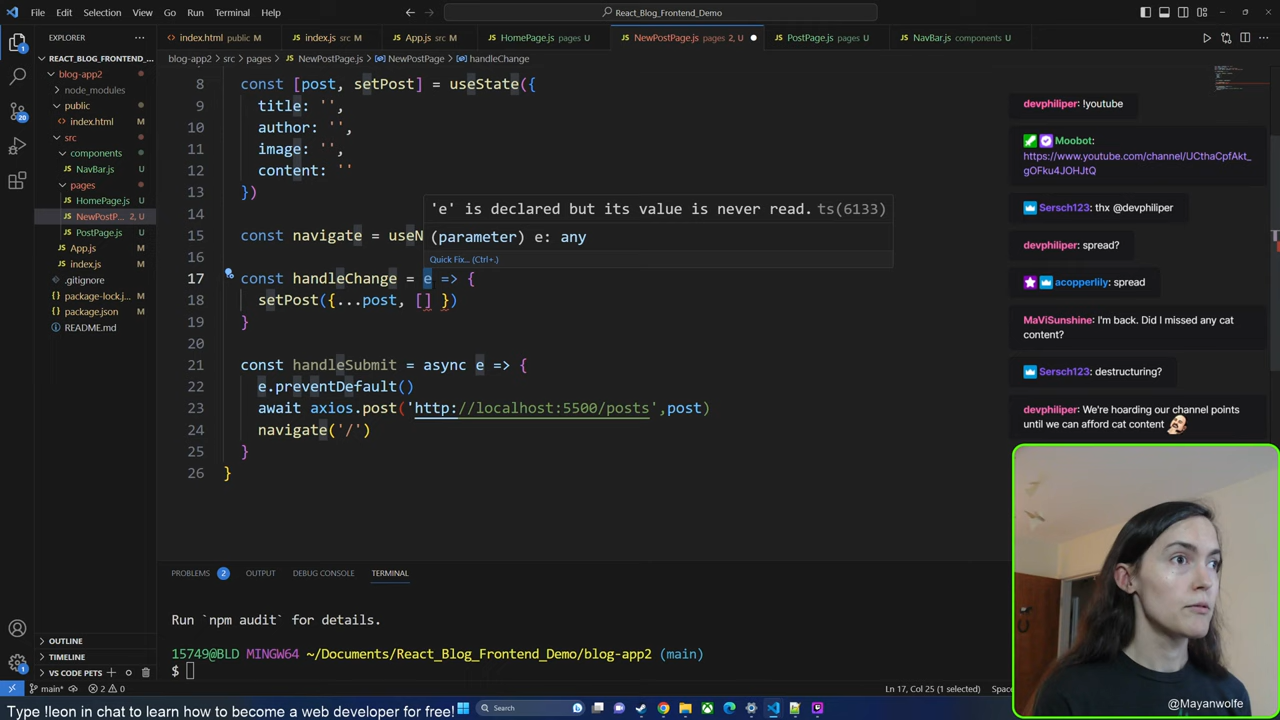 File Edit Selection View Go Run Terminal Help
React_Blog_Frontend_Demo
EXPLORER
index.html public M
index.js src M
App.js src M
HomePage.js pages U
NewPostPage.js pages 2, U
PostPage.js pages U
NavBar.js components U
REACT_BLOG_FRONTEND_...
blog-app2 > src > pages > NewPostPage.js > NewPostPage > handleChange
blog-app2
node_modules
public
index.html U
src
components
NavBar.js U
pages
HomePage.js U
NewPostP... 2, U
PostPage.js U
App.js U
index.js U
.gitignore
package-lock.j... U
package.json U
README.md
8 const [post, setPost] = useState({
9 title: '',
10 author: '',
11 image: '',
12 content: ''
13 })
14
15 const navigate = useN
16
17 const handleChange = e => {
18 setPost({...post, [] })
19 }
20
21 const handleSubmit = async e => {
22 e.preventDefault()
23 await axios.post('http://localhost:5500/posts',post)
24 navigate('/')
25 }
26 }
'e' is declared but its value is never read. ts(6133)
(parameter) e: any
Quick Fix... (Ctrl+.)
devphiliper: !youtube
Moobot:
https://www.youtube.com/channel/UCthaCpfAkt_
gOFku4JOHJtQ
Sersch123: thx @devphiliper
devphiliper: spread?
acopperlily: spread
MaViSunshine: I'm back. Did I missed any cat
content?
Sersch123: destructuring?
devphiliper: We're hoarding our channel points
until we can afford cat content
PROBLEMS 2 OUTPUT DEBUG CONSOLE TERMINAL
Run `npm audit` for details.
15749@BLD MINGW64 ~/Documents/React_Blog_Frontend_Demo/blog-app2 (main)
$
OUTLINE
TIMELINE
VS CODE PETS
main* 2 0
Ln 17, Col 25 (1 selected)
Type !leon in chat to learn how to become a web developer for free!
Search
@Mayanwolfe